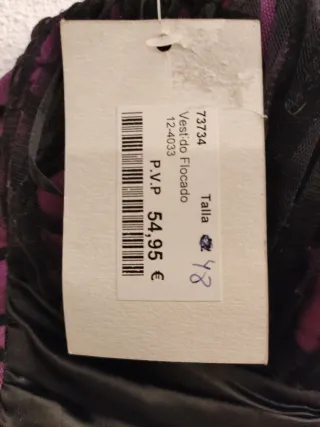 73734 Talla 48
Vestido Flocado
12-4033
P.V.P 54,95 €